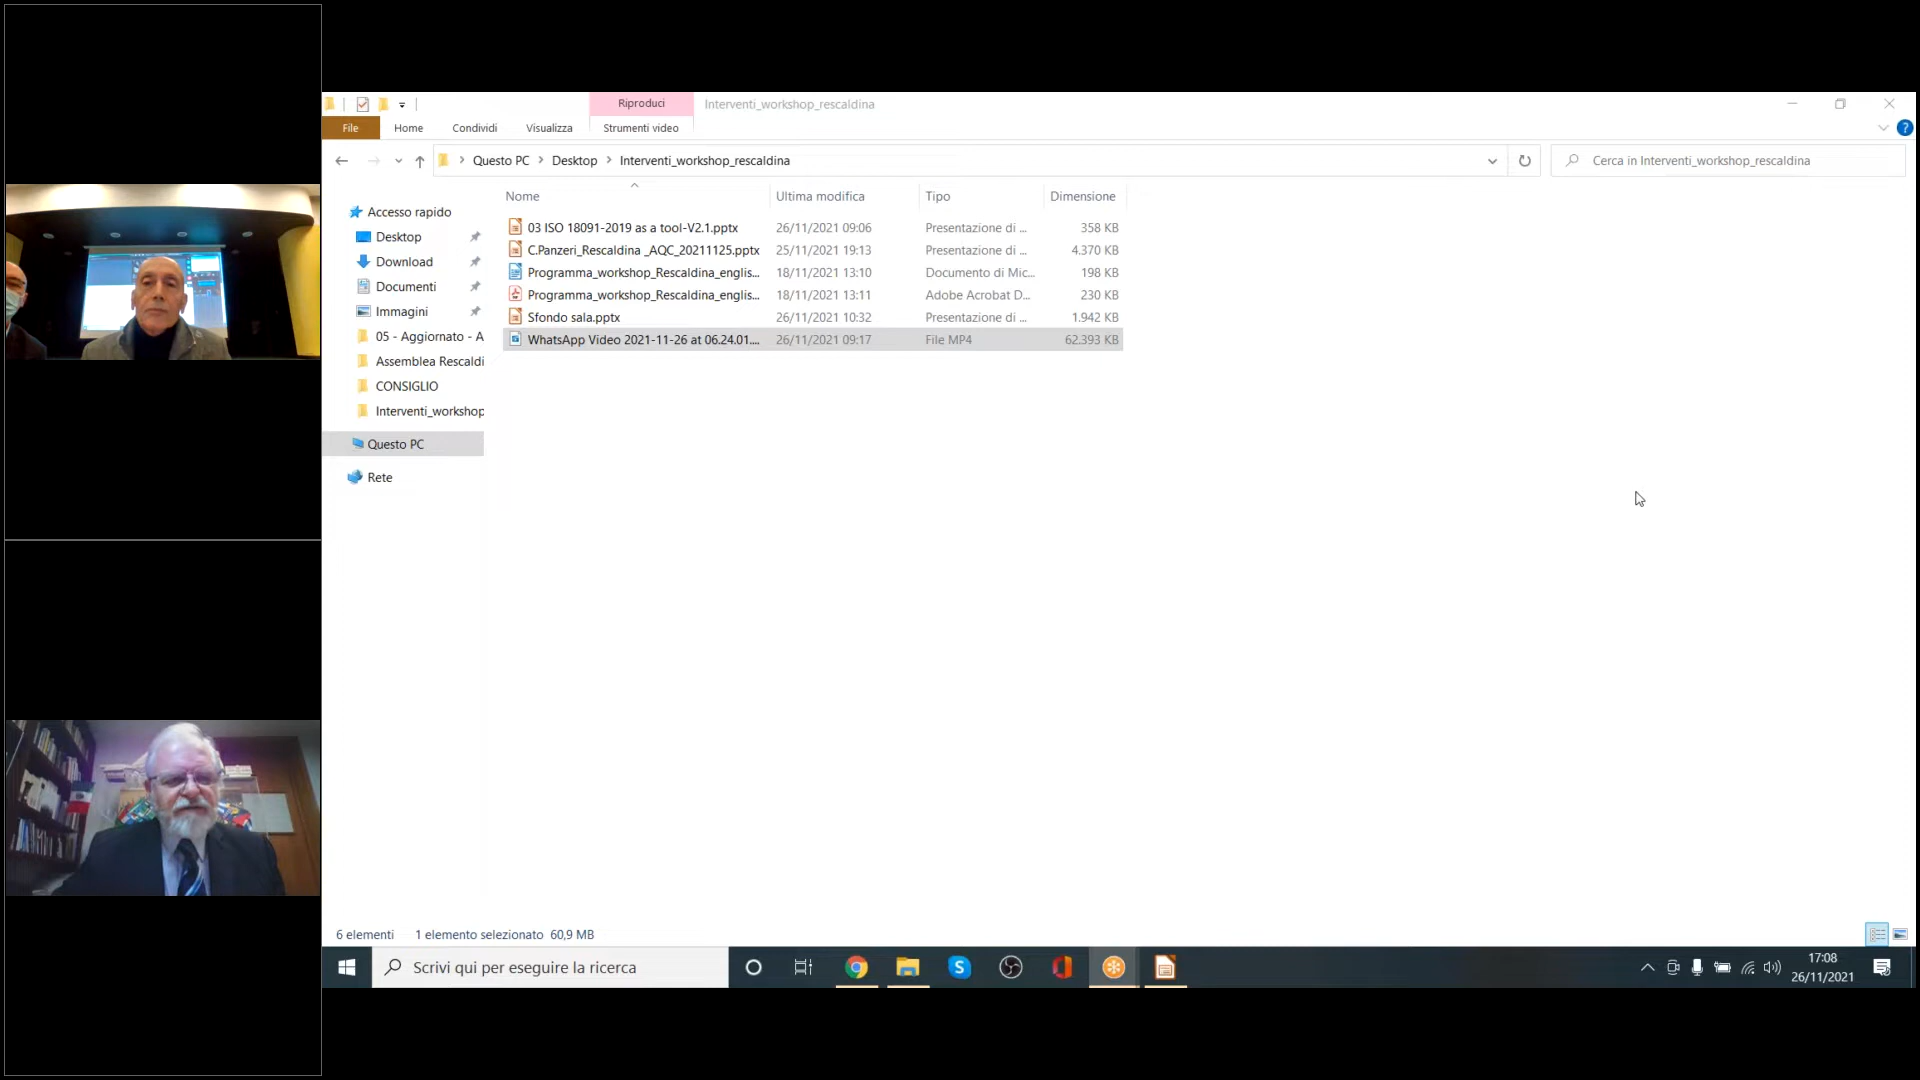 Riproduci
Interventi_workshop_rescaldina
File
Home
Condividi
Visualizza
Strumenti video
Questo PC
Desktop
Interventi_workshop_rescaldina
Cerca in Interventi_workshop_rescaldina
Nome
Ultima modifica
Tipo
Dimensione
03 ISO 18091-2019 as a tool-V2.1.pptx 26/11/2021 09:06 Presentazione di ... 358 KB
C.Panzeri_Rescaldina _AQC_20211125.pptx 25/11/2021 19:13 Presentazione di ... 4.370 KB
Programma_workshop_Rescaldina_englis... 18/11/2021 13:10 Documento di Mic... 198 KB
Programma_workshop_Rescaldina_englis... 18/11/2021 13:11 Adobe Acrobat D... 230 KB
Sfondo sala.pptx 26/11/2021 10:32 Presentazione di ... 1.942 KB
WhatsApp Video 2021-11-26 at 06.24.01.... 26/11/2021 09:17 File MP4 62.393 KB
Accesso rapido
Desktop
Download
Documenti
Immagini
05 - Aggiornato - A
Assemblea Rescaldi
CONSIGLIO
Interventi_workshop
Questo PC
Rete
6 elementi
1 elemento selezionato 60,9 MB
Scrivi qui per eseguire la ricerca
17:08
26/11/2021